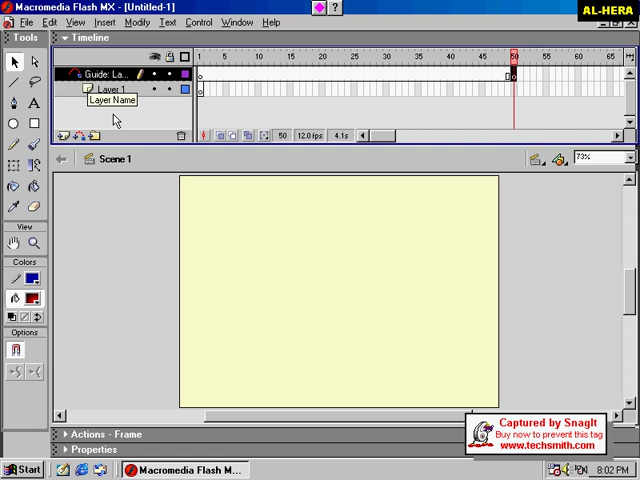 Macromedia Flash MX - [Untitled-1]
AL-HERA
File Edit View Insert Modify Text Control Window Help
Tools
Timeline
1 5 10 15 20 25 30 35 40 45 50 55 60 65
Guide: La...
Layer 1
Layer Name
50 12.0 fps 4.1s
Scene 1
73%
View
Colors
Options
Captured by SnagIt
Buy now to prevent this tag
www.techsmith.com
Actions - Frame
Properties
Start
Macromedia Flash M...
8:02 PM